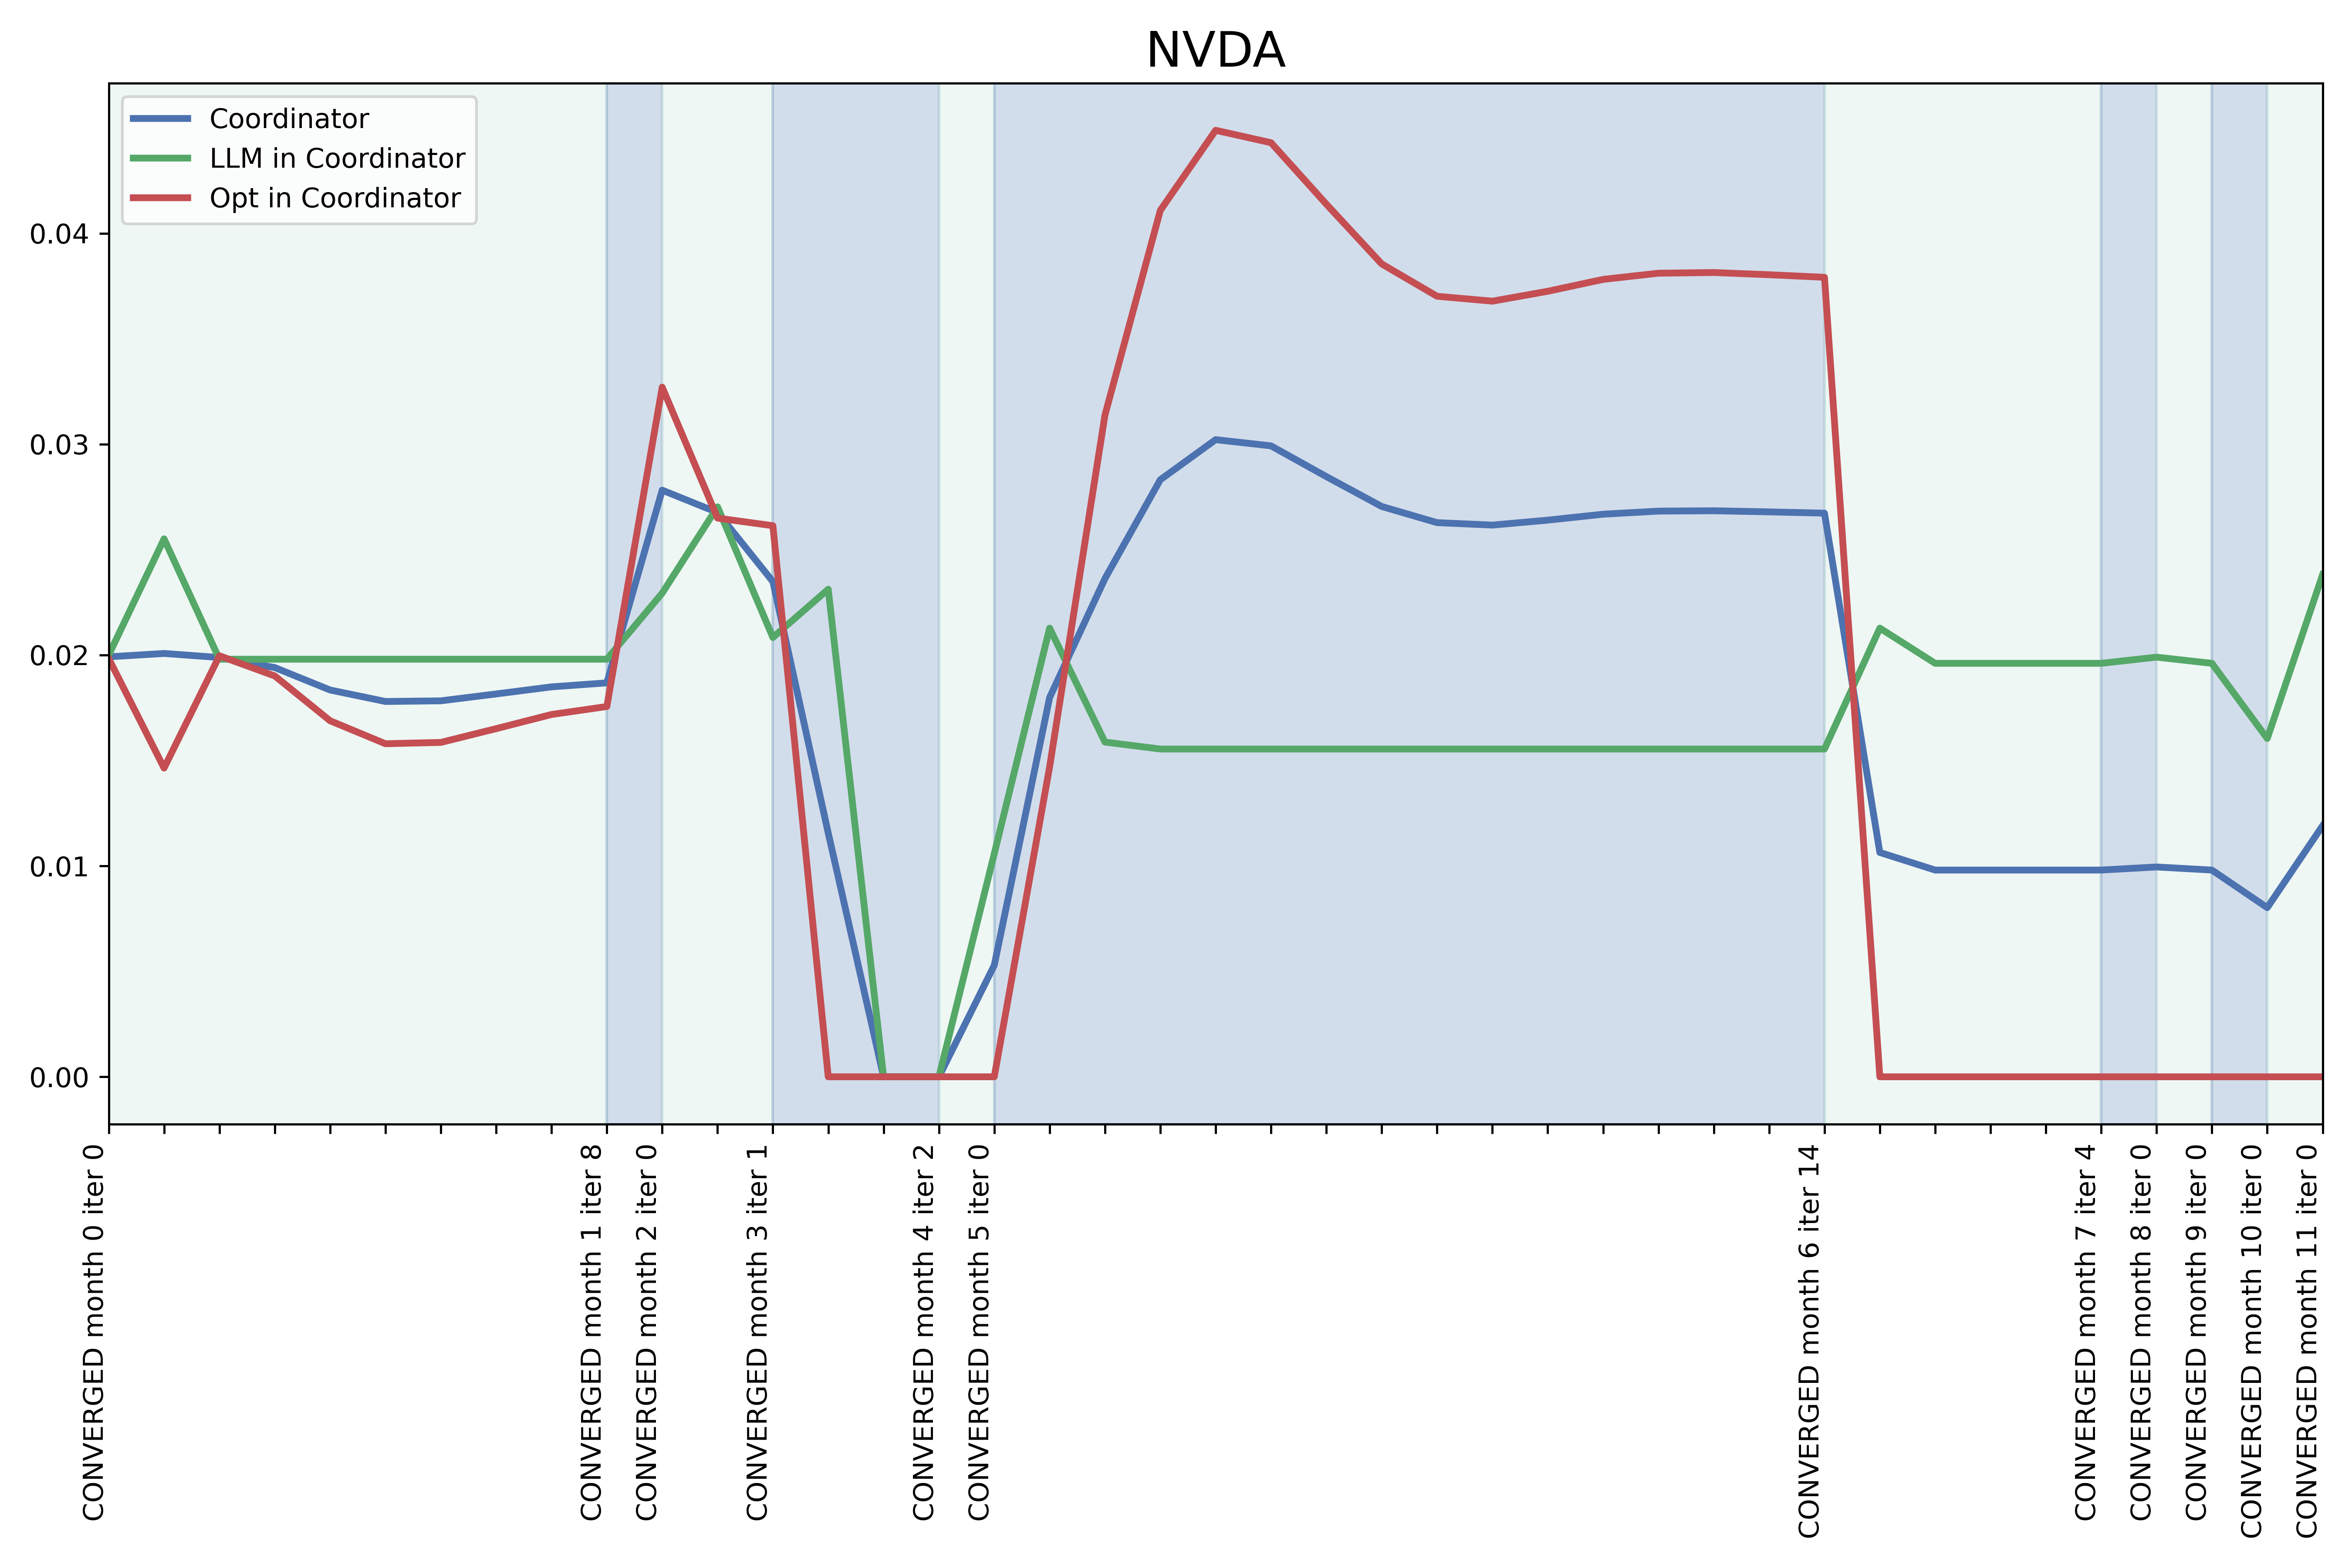 NVDA
Coordinator
LLM in Coordinator
Opt in Coordinator
0.04
0.03
0.02
0.01
0.00
CONVERGED month 0 iter 0
CONVERGED month 1 iter 8
CONVERGED month 2 iter 0
CONVERGED month 3 iter 1
CONVERGED month 4 iter 2
CONVERGED month 5 iter 0
CONVERGED month 6 iter 14
CONVERGED month 7 iter 4
CONVERGED month 8 iter 0
CONVERGED month 9 iter 0
CONVERGED month 10 iter 0
CONVERGED month 11 iter 0